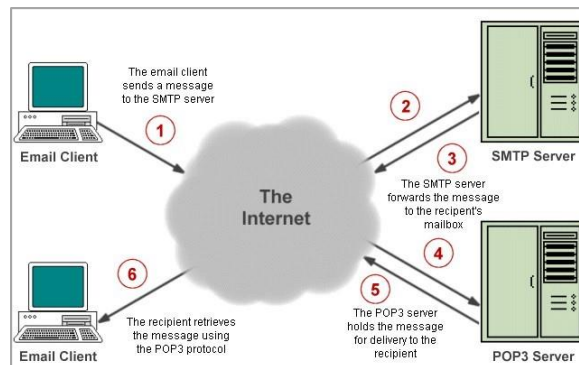 The email client
sends a message
to the SMTP server
1
Email Client
2
SMTP Server
3
The SMTP server
forwards the message
to the recipent's
mailbox
The
Internet
4
5
The POP3 server
holds the message
for delivery to the
recipient
POP3 Server
6
The recipient retrieves
the message using
the POP3 protocol
Email Client